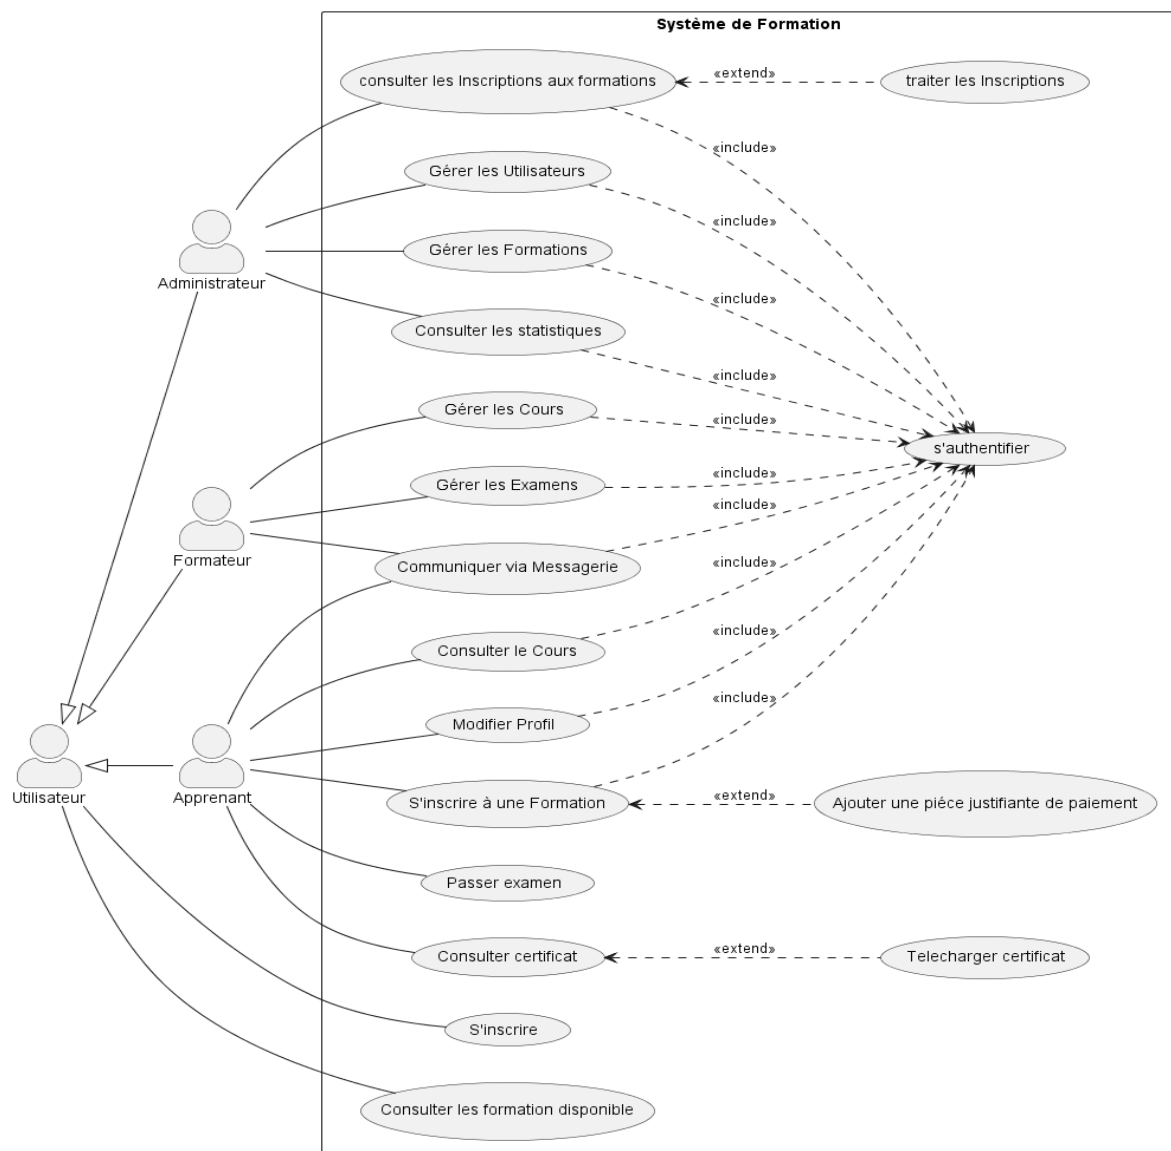 Système de Formation
consulter les Inscriptions aux formations
«extend»
traiter les Inscriptions
«include»
Gérer les Utilisateurs
«include»
Gérer les Formations
Administrateur
«include»
Consulter les statistiques
«include»
Gérer les Cours
«include»
s'authentifier
«include»
Gérer les Examens
«include»
Formateur
Communiquer via Messagerie
«include»
Consulter le Cours
«include»
Modifier Profil
«include»
Utilisateur
Apprenant
S'inscrire à une Formation
«extend»
Ajouter une piéce justifiante de paiement
Passer examen
Consulter certificat
«extend»
Telecharger certificat
S'inscrire
Consulter les formation disponible